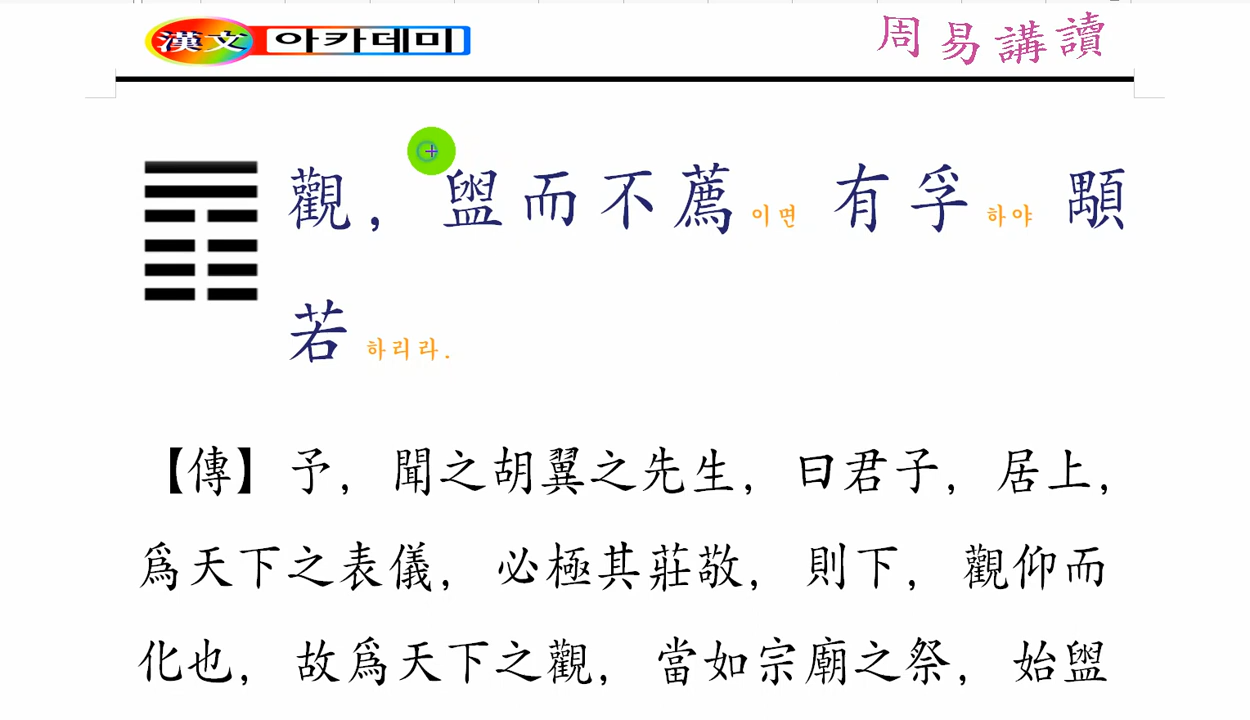 漢文 아카데미
周易講讀
觀, 盥而不薦이면 有孚하야 顒
若하리라.
【傳】 予, 聞之胡翼之先生, 曰君子, 居上,
爲天下之表儀, 必極其莊敬, 則下, 觀仰而
化也, 故爲天下之觀, 當如宗廟之祭, 始盥